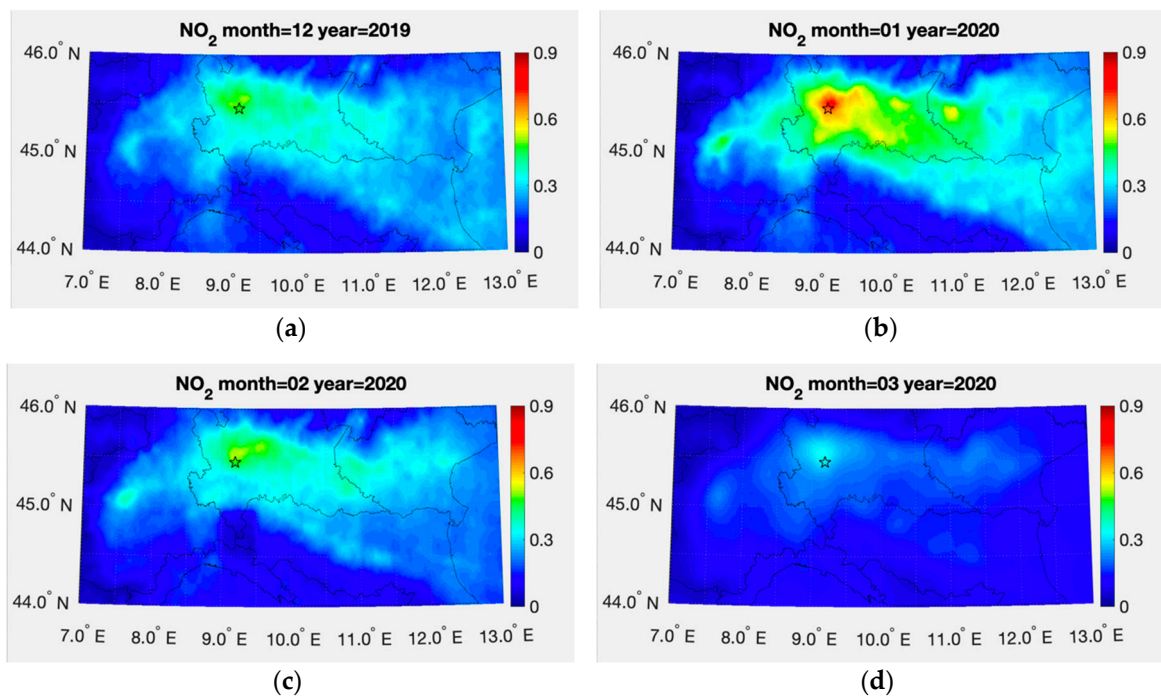 NO2 month=12 year=2019
46.0° N
45.0° N
44.0° N
7.0° E 8.0° E 9.0° E 10.0° E 11.0° E 12.0° E 13.0° E
0.9
0.6
0.3
0
(a)
NO2 month=01 year=2020
46.0° N
45.0° N
44.0° N
7.0° E 8.0° E 9.0° E 10.0° E 11.0° E 12.0° E 13.0° E
0.9
0.6
0.3
0
(b)
NO2 month=02 year=2020
46.0° N
45.0° N
44.0° N
7.0° E 8.0° E 9.0° E 10.0° E 11.0° E 12.0° E 13.0° E
0.9
0.6
0.3
0
(c)
NO2 month=03 year=2020
46.0° N
45.0° N
44.0° N
7.0° E 8.0° E 9.0° E 10.0° E 11.0° E 12.0° E 13.0° E
0.9
0.6
0.3
0
(d)